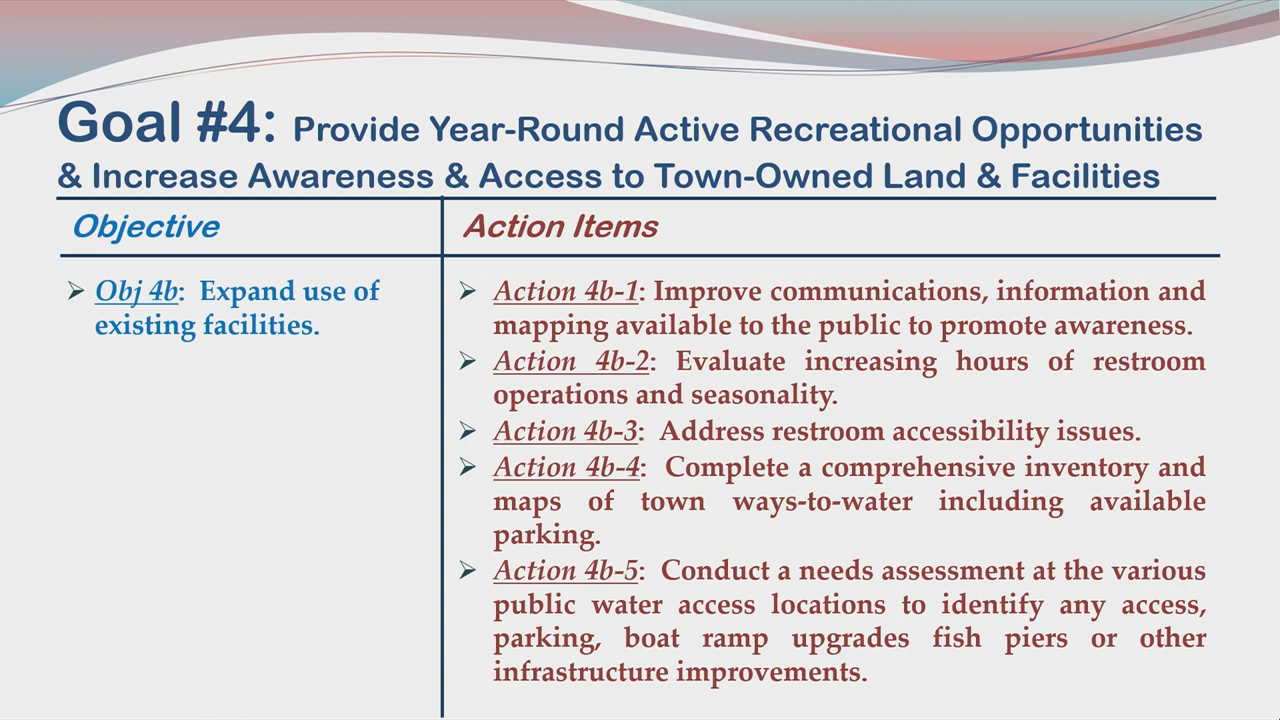 Goal #4: Provide Year-Round Active Recreational Opportunities
& Increase Awareness & Access to Town-Owned Land & Facilities
Objective
Action Items
Obj 4b: Expand use of
existing facilities.
Action 4b-1: Improve communications, information and
mapping available to the public to promote awareness.
Action 4b-2: Evaluate increasing hours of restroom
operations and seasonality.
Action 4b-3: Address restroom accessibility issues.
Action 4b-4: Complete a comprehensive inventory and
maps of town ways-to-water including available
parking.
Action 4b-5: Conduct a needs assessment at the various
public water access locations to identify any access,
parking, boat ramp upgrades fish piers or other
infrastructure improvements.